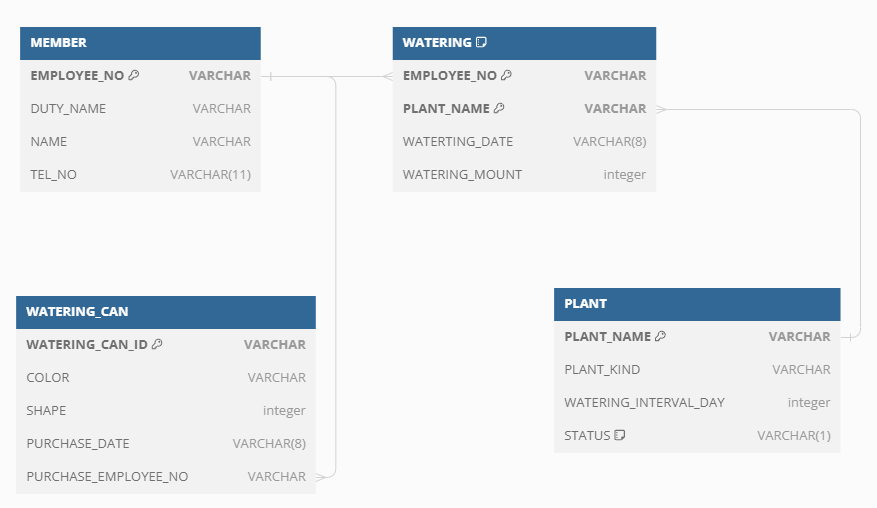 MEMBER
EMPLOYEE_NO VARCHAR
DUTY_NAME VARCHAR
NAME VARCHAR
TEL_NO VARCHAR(11)
WATERING
EMPLOYEE_NO VARCHAR
PLANT_NAME VARCHAR
WATERTING_DATE VARCHAR(8)
WATERING_MOUNT integer
WATERING_CAN
WATERING_CAN_ID VARCHAR
COLOR VARCHAR
SHAPE integer
PURCHASE_DATE VARCHAR(8)
PURCHASE_EMPLOYEE_NO VARCHAR
PLANT
PLANT_NAME VARCHAR
PLANT_KIND VARCHAR
WATERING_INTERVAL_DAY integer
STATUS VARCHAR(1)